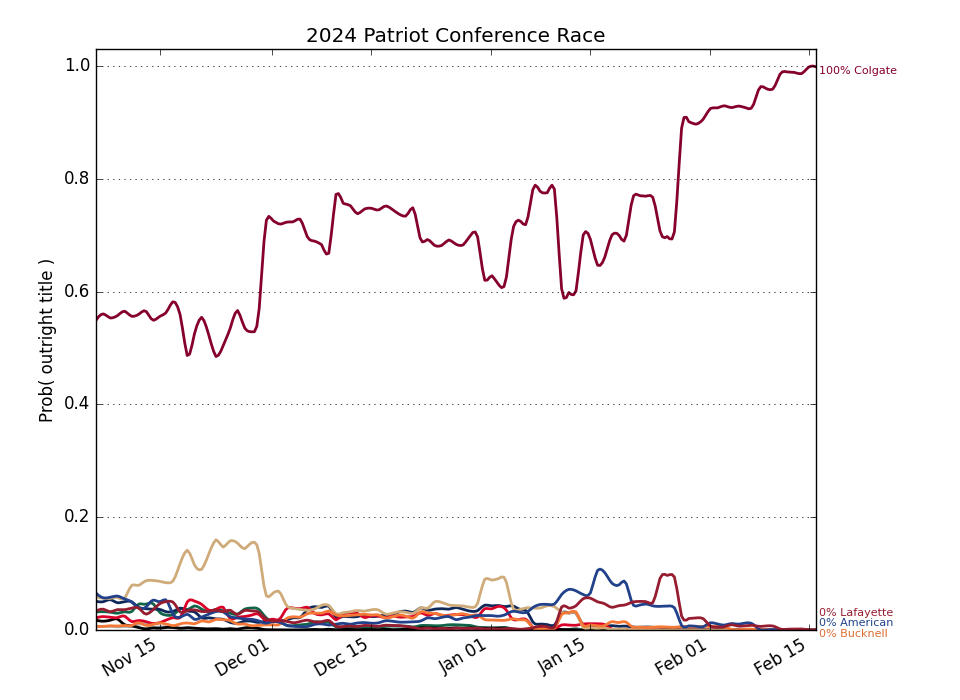 2024 Patriot Conference Race
1.0
0.8
0.6
0.4
0.2
0.0
Prob( outright title )
100% Colgate
0% Lafayette
0% American
0% Bucknell
Nov 15
Dec 01
Dec 15
Jan 01
Jan 15
Feb 01
Feb 15